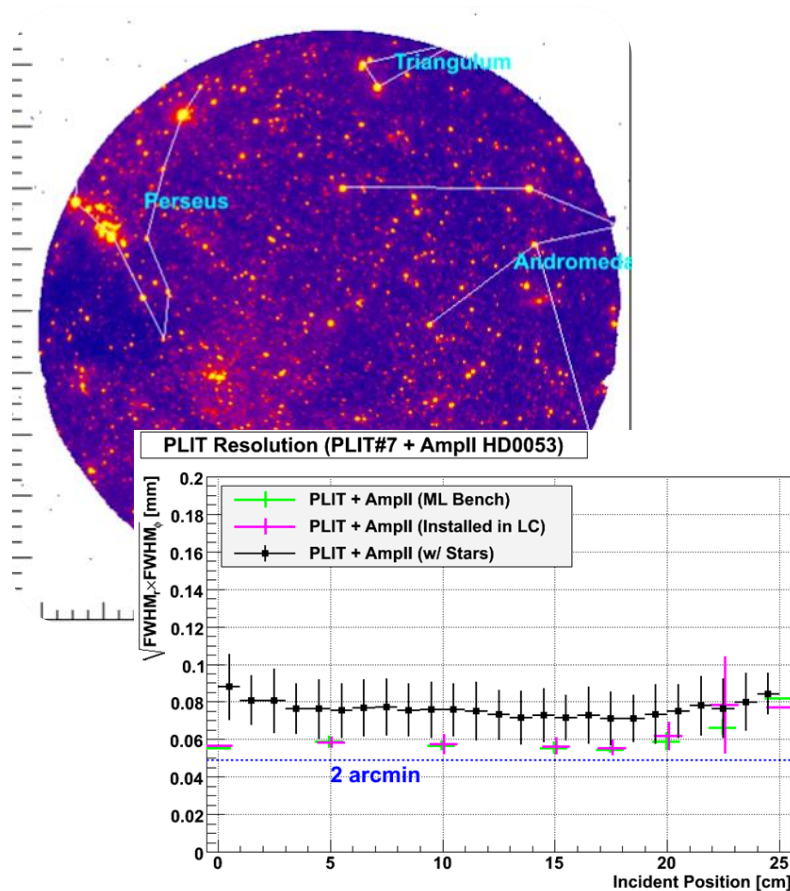 Triangulum
Perseus
Andromeda
PLIT Resolution (PLIT#7 + AmpII HD0053)
√FWHMr×FWHMϕ [mm]
0.2
0.18
0.16
0.14
0.12
0.1
0.08
0.06
0.04
0.02
0
PLIT + AmpII (ML Bench)
PLIT + AmpII (Installed in LC)
PLIT + AmpII (w/ Stars)
2 arcmin
0 5 10 15 20 25
Incident Position [cm]